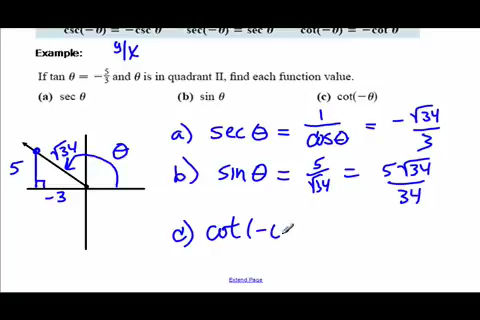 csc(−θ) = −csc θ sec(−θ) = sec θ cot(−θ) = −cot θ
Example: y/x
If tan θ = −5/3 and θ is in quadrant II, find each function value.
(a) sec θ (b) sin θ (c) cot(−θ)
a) sec θ = 1/cosθ = −√34/3
5 √34 θ
b) sinθ = 5/√34 = 5√34/34
-3
c) cot(−
Extend Page